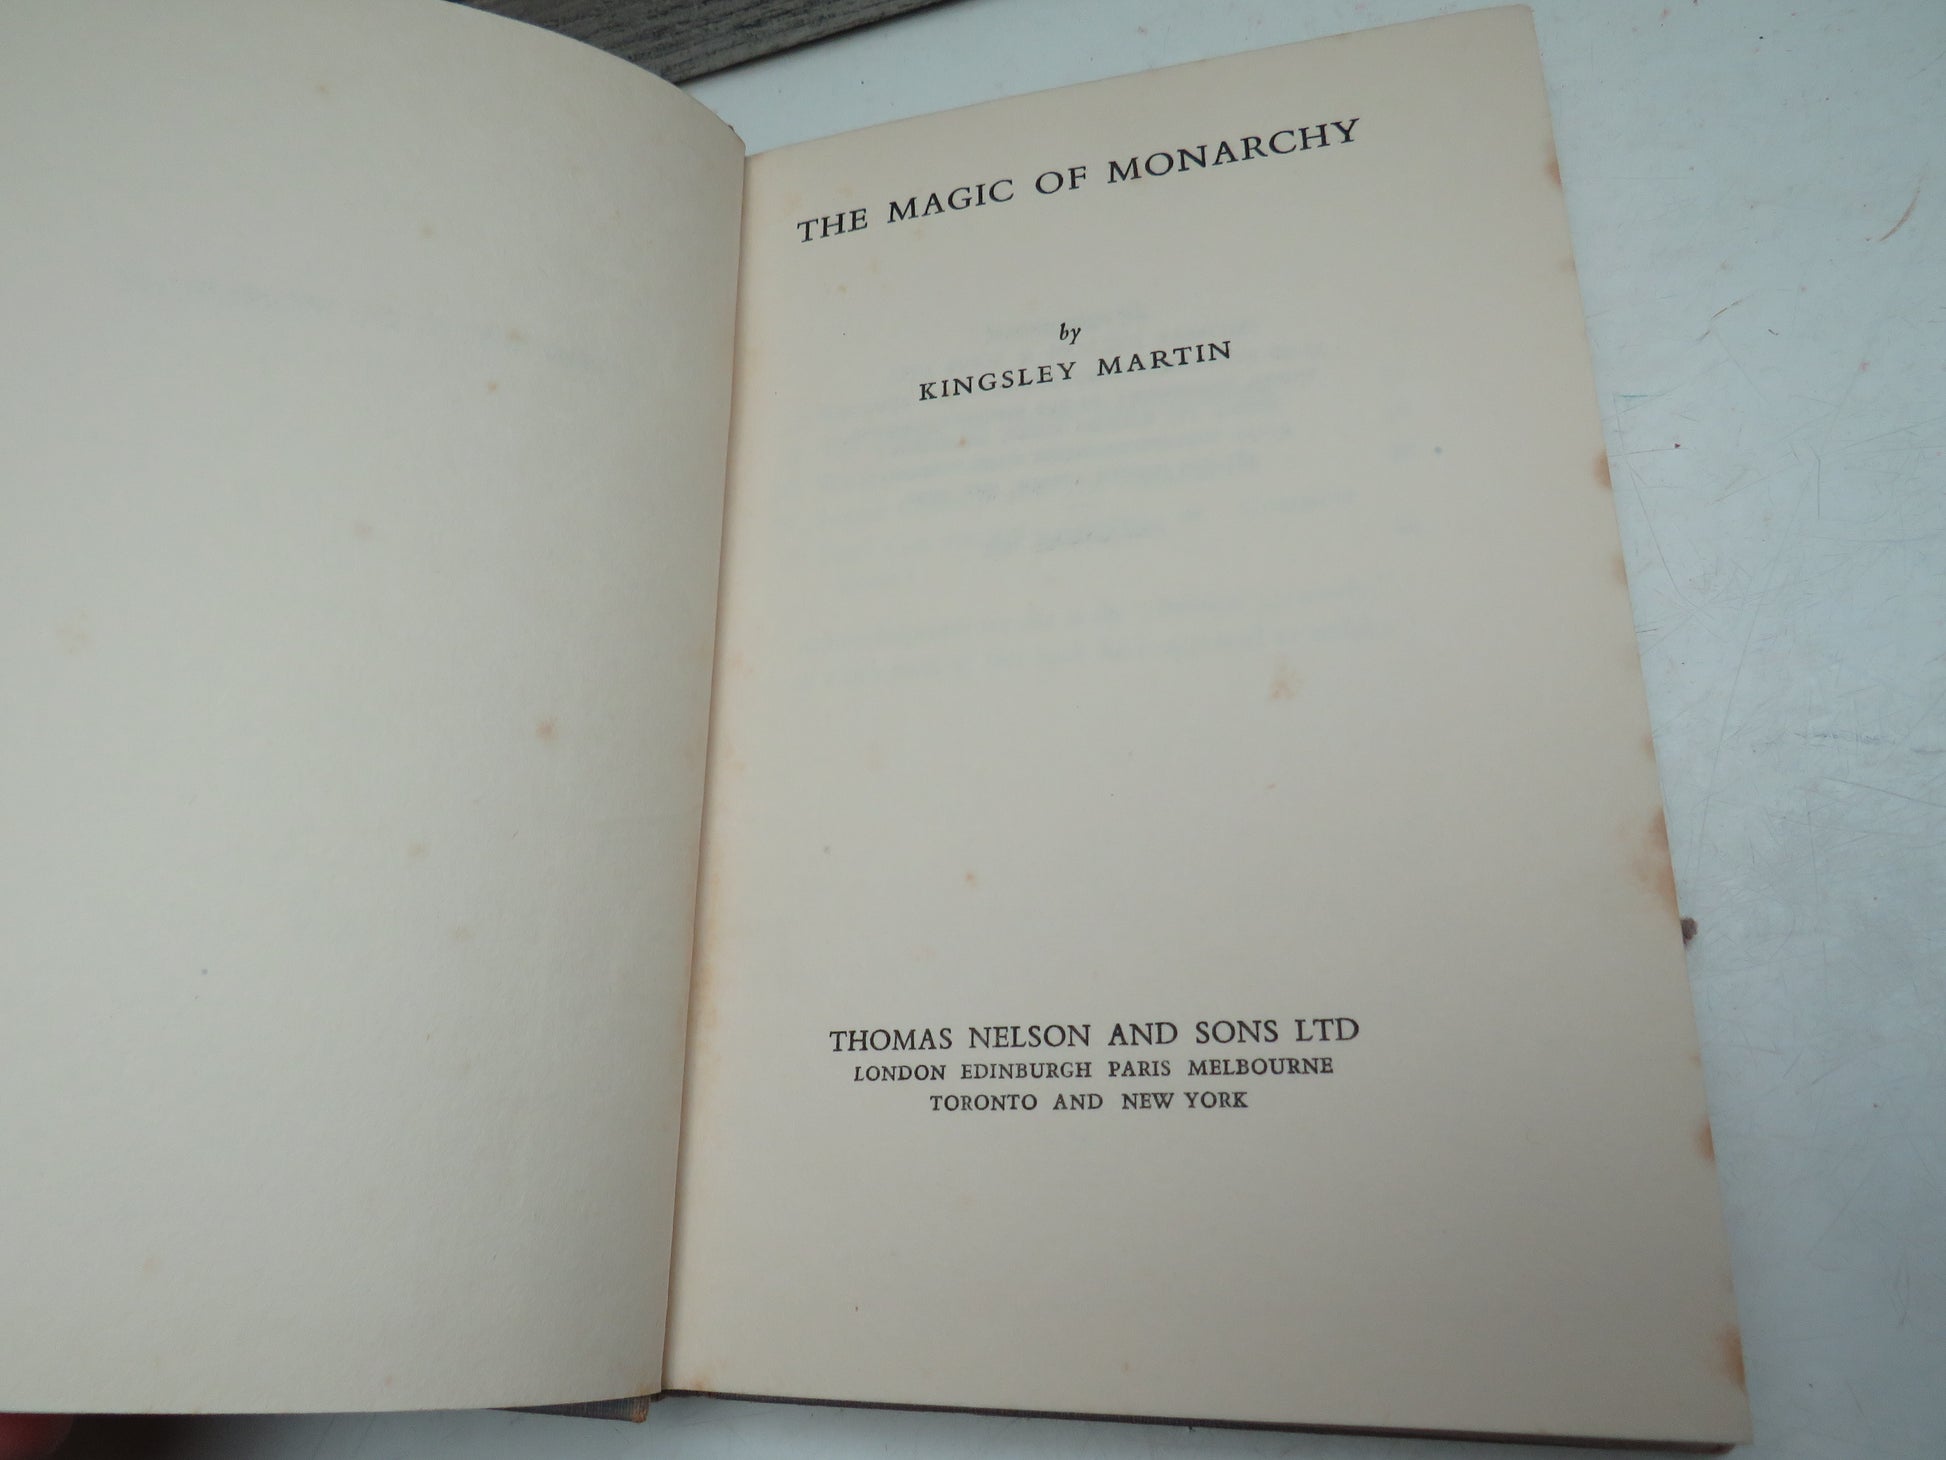 THE MAGIC OF MONARCHY
by
KINGSLEY MARTIN
THOMAS NELSON AND SONS LTD
LONDON EDINBURGH PARIS MELBOURNE
TORONTO AND NEW YORK